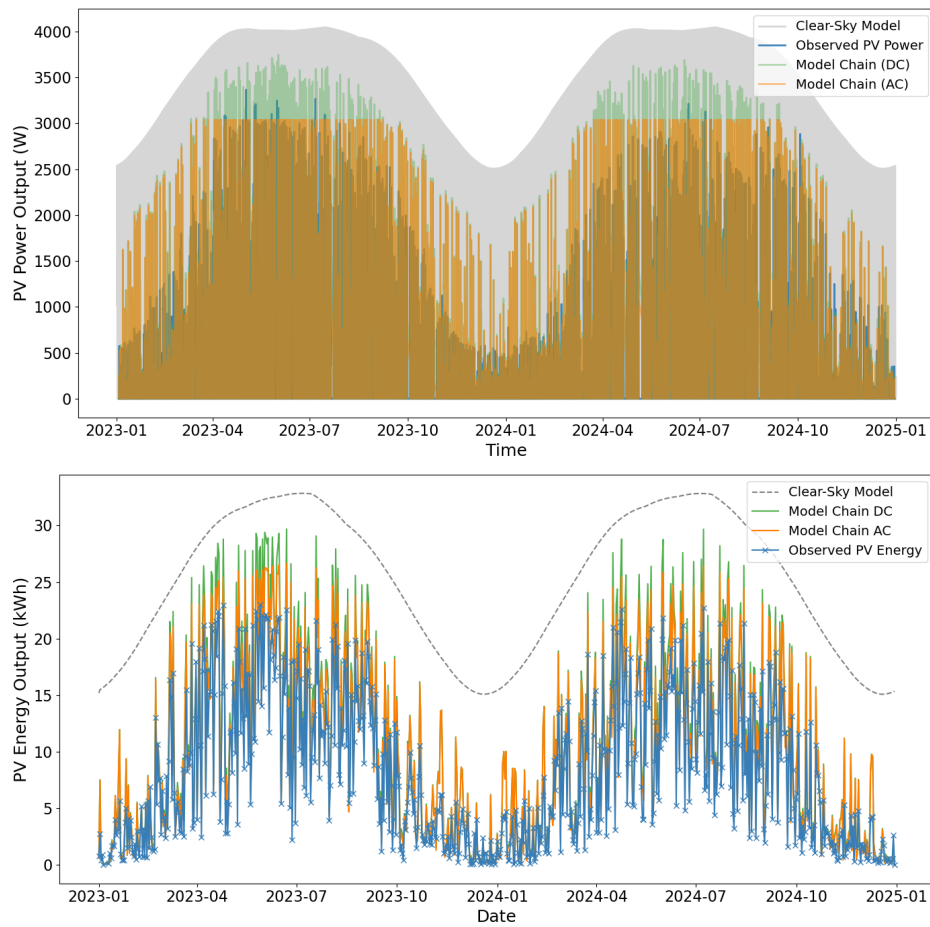 4000
3500
3000
2500
2000
1500
1000
500
0
PV Power Output (W)
Clear-Sky Model
Observed PV Power
Model Chain (DC)
Model Chain (AC)
2023-01 2023-04 2023-07 2023-10 2024-01 2024-04 2024-07 2024-10 2025-01
Time
30
25
20
15
10
5
0
PV Energy Output (kWh)
Clear-Sky Model
Model Chain DC
Model Chain AC
Observed PV Energy
2023-01 2023-04 2023-07 2023-10 2024-01 2024-04 2024-07 2024-10 2025-01
Date